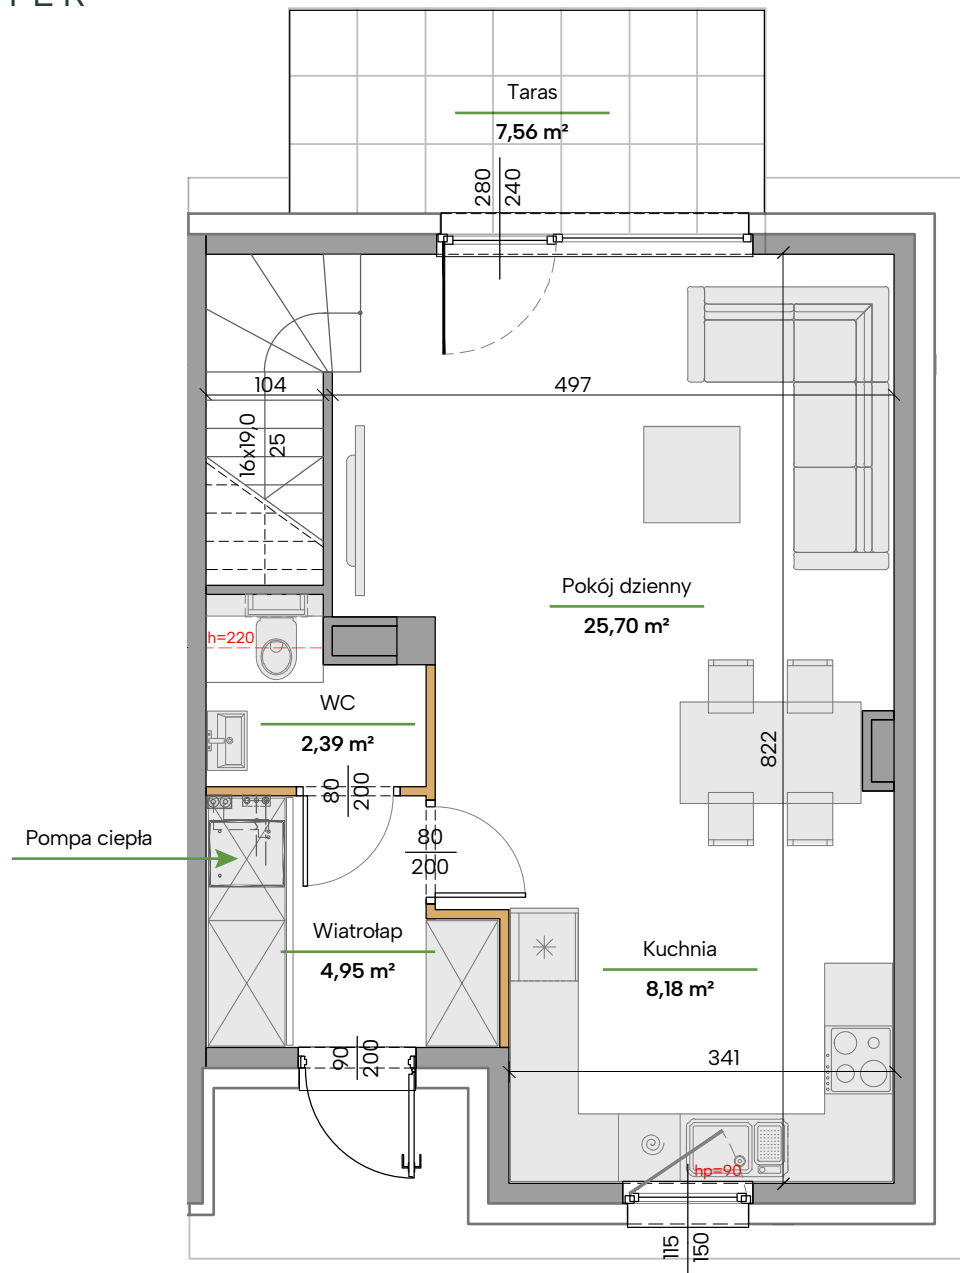 Taras
7,56 m²
280
240
104
497
16x19,0
25
Pokój dzienny
25,70 m²
h=220
WC
2,39 m²
822
80
200
80
200
Pompa ciepła
Wiatrołap
4,95 m²
Kuchnia
8,18 m²
90
200
341
hp=90
115
150